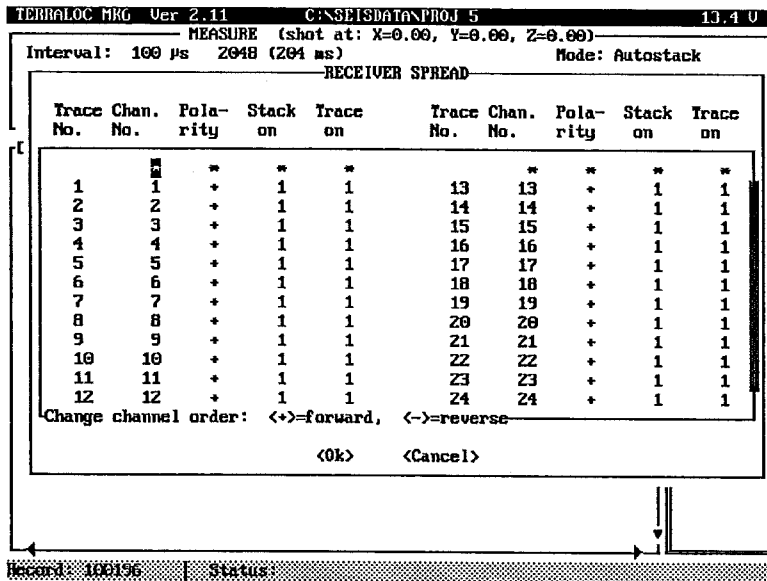 TERRALOC MK6 Ver 2.11 C:\SEISDATA\PROJ 5 13.4 V
MEASURE (shot at: X=0.00, Y=0.00, Z=0.00)
Interval: 100 µs 2048 (204 ms) Mode: Autostack
RECEIVER SPREAD
Trace Chan. Pola- Stack Trace Trace Chan. Pola- Stack Trace
No. No. rity on on No. No. rity on on
* * * * * * * *
1 1 + 1 1 13 13 + 1 1
2 2 + 1 1 14 14 + 1 1
3 3 + 1 1 15 15 + 1 1
4 4 + 1 1 16 16 + 1 1
5 5 + 1 1 17 17 + 1 1
6 6 + 1 1 18 18 + 1 1
7 7 + 1 1 19 19 + 1 1
8 8 + 1 1 20 20 + 1 1
9 9 + 1 1 21 21 + 1 1
10 10 + 1 1 22 22 + 1 1
11 11 + 1 1 23 23 + 1 1
12 12 + 1 1 24 24 + 1 1
Change channel order: <+>=forward, <->=reverse
<Ok> <Cancel>
Record: 100196 Status: